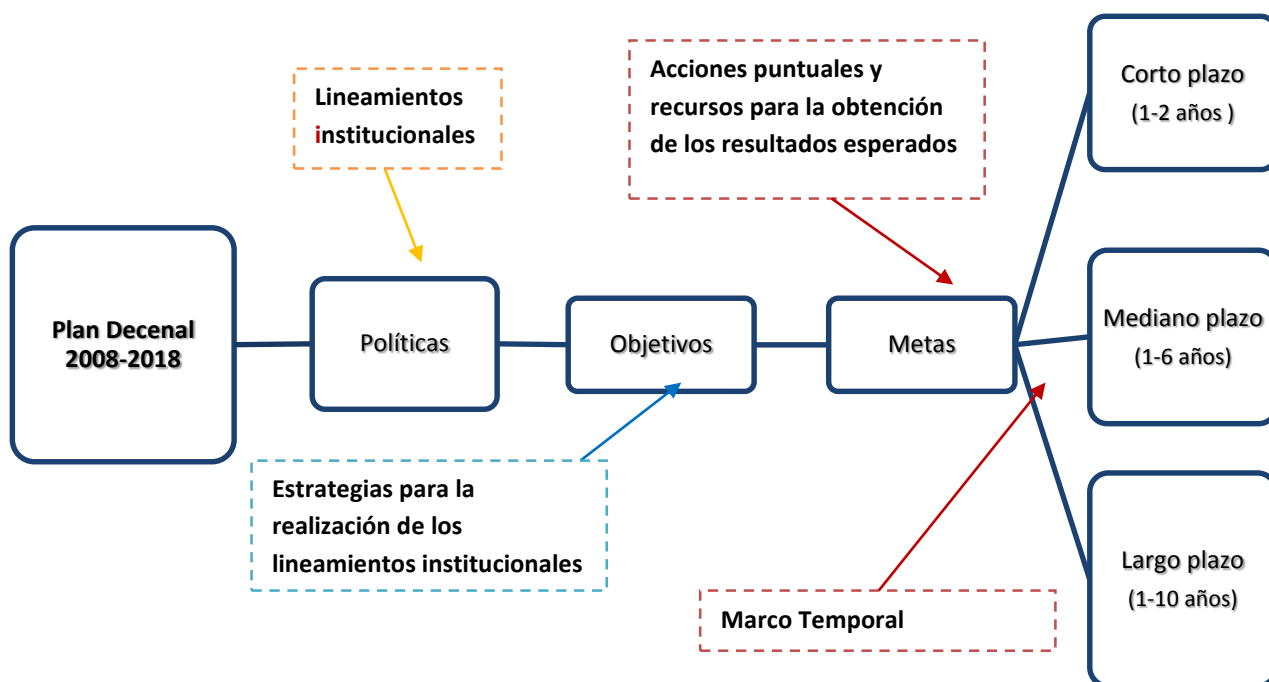 Lineamientos
institucionales
Acciones puntuales y
recursos para la obtención
de los resultados esperados
Corto plazo
(1-2 años )
Plan Decenal
2008-2018
Políticas
Objetivos
Metas
Mediano plazo
(1-6 años)
Estrategias para la
realización de los
lineamientos institucionales
Marco Temporal
Largo plazo
(1-10 años)